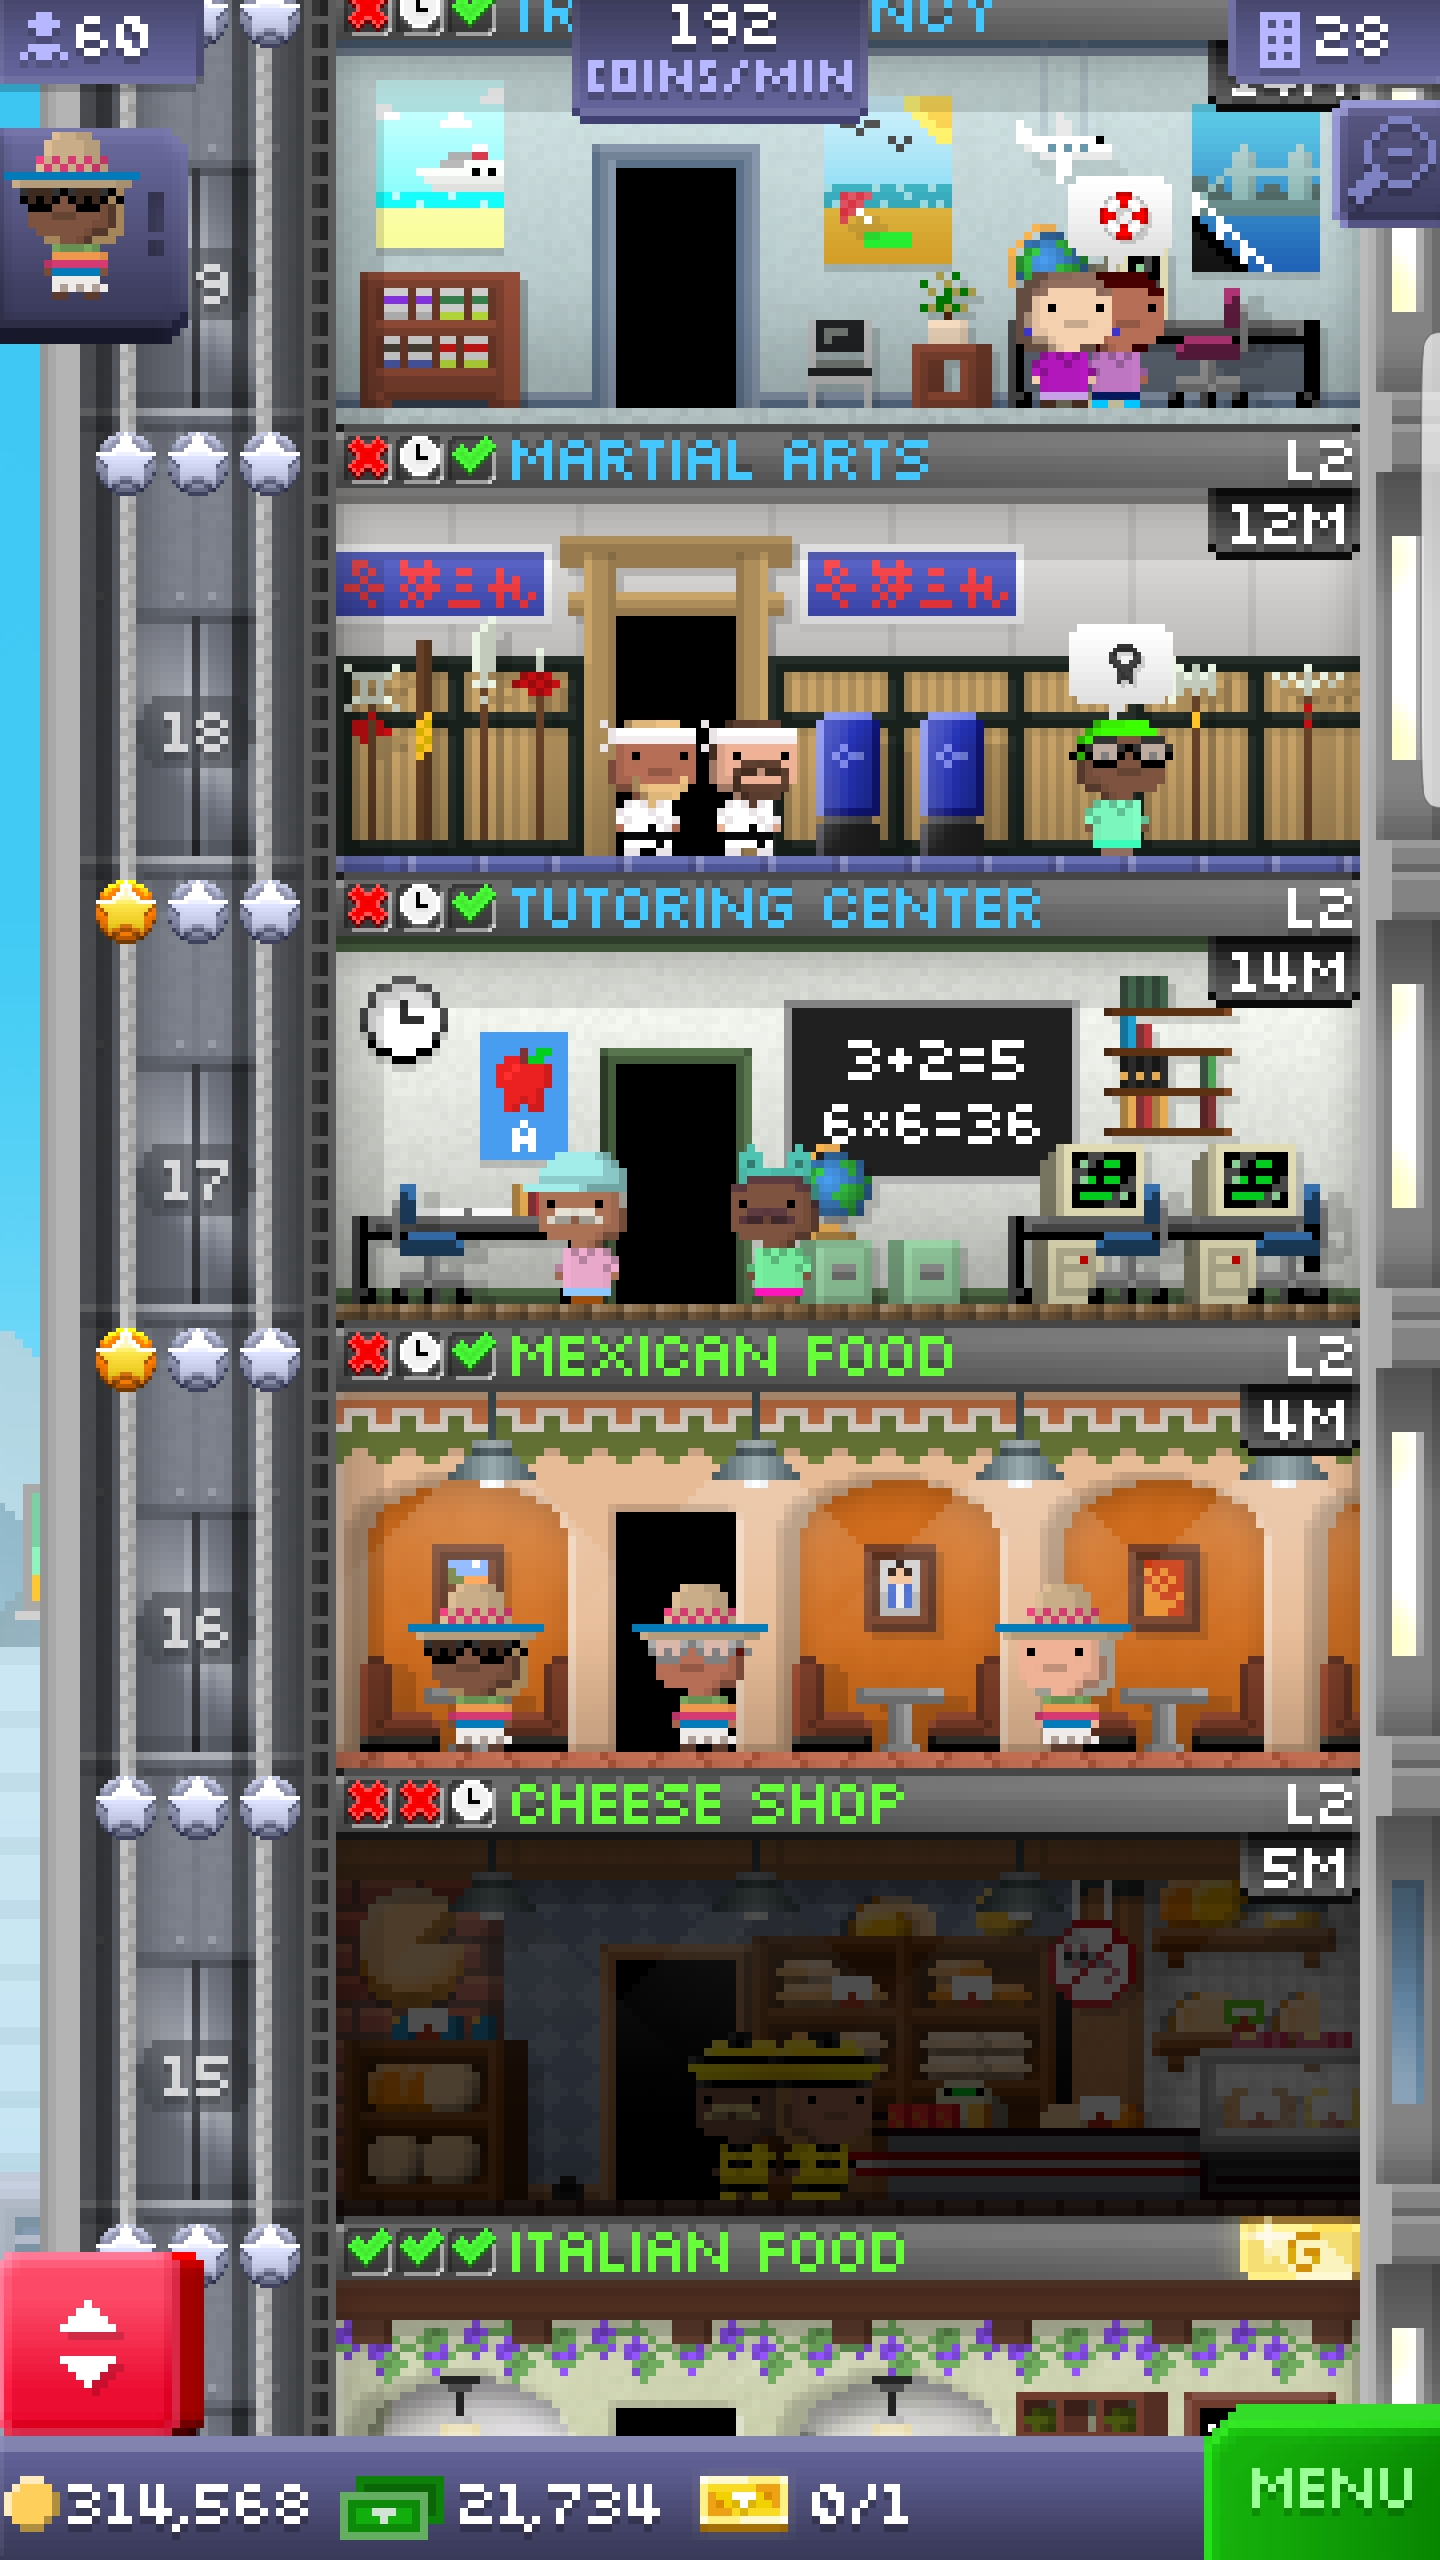 60
192
COINS/MIN
28
9
MARTIAL ARTS
L2
12M
18
TUTORING CENTER
L2
14M
3+2=5
6×6=36
A
17
MEXICAN FOOD
L2
4M
16
CHEESE SHOP
L2
5M
15
ITALIAN FOOD
G
314,568
21,734
0/1
MENU